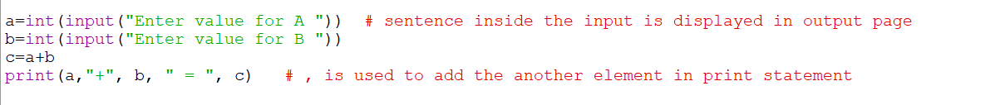 a=int(input("Enter value for A "))  # sentence inside the input is displayed in output page
b=int(input("Enter value for B "))
c=a+b
print(a,"+", b, " = ", c)   # , is used to add the another element in print statement